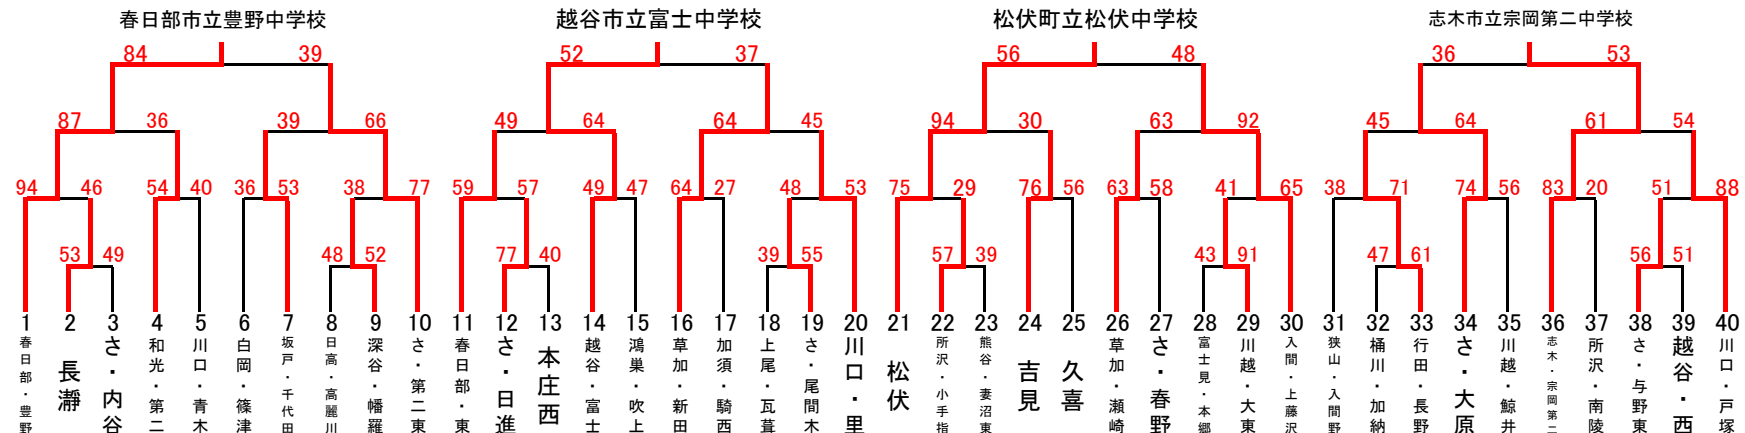 春日部市立豊野中学校 越谷市立富士中学校 松伏町立松伏中学校 志木市立宗岡第二中学校
84 39 52 37 56 48 36 53
87 36 39 66 49 64 64 45 94 30 63 92 45 64 61 54
94 46 54 40 36 53 38 77 59 57 49 47 64 27 48 53 75 29 76 56 63 58 41 65 38 71 74 56 83 20 51 88
53 49 48 52 77 40 39 55 57 39 43 91 47 61 56 51
1 2 3 4 5 6 7 8 9 10 11 12 13 14 15 16 17 18 19 20 21 22 23 24 25 26 27 28 29 30 31 32 33 34 35 36 37 38 39 40
春日部・豊野
長瀞
さ・内谷
和光・第二
川口・青木
白岡・篠津
坂戸・千代田
日高・高麗川
深谷・幡羅
さ・第二東
春日部・東
さ・日進
本庄西
越谷・富士
鴻巣・吹上
草加・新田
加須・騎西
上尾・瓦葺
さ・尾間木
川口・里
松伏
所沢・小手指
熊谷・妻沼東
吉見
久喜
草加・瀬崎
さ・春野
富士見・本郷
川越・大東
入間・上藤沢
狭山・入間野
桶川・加納
行田・長野
さ・大原
川越・鯨井
志木・宗岡第二
所沢・南陵
さ・与野東
越谷・西
川口・戸塚